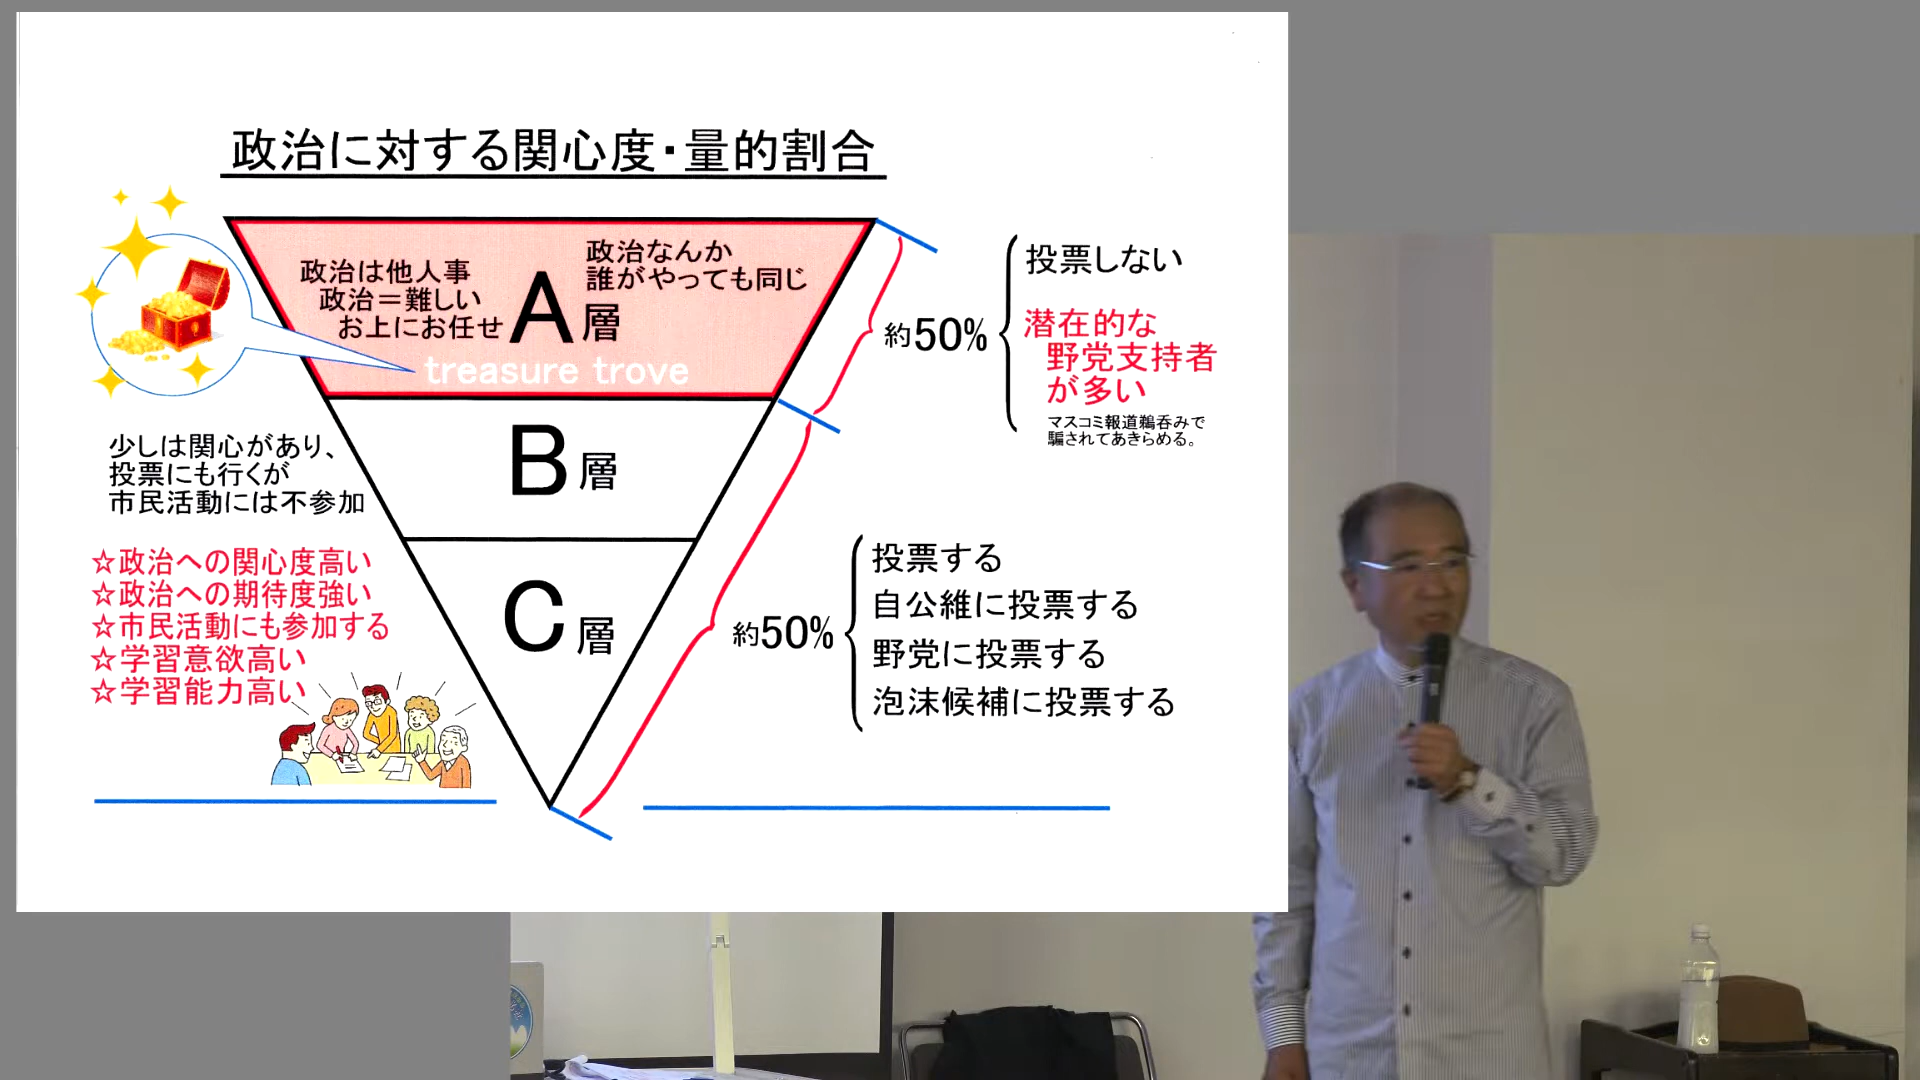 政治に対する関心度・量的割合
政治は他人事
政治＝難しい
お上にお任せ
政治なんか
誰がやっても同じ
A層
treasure trove
約50%
投票しない
潜在的な
野党支持者
が多い
マスコミ報道鵜呑みで
騙されてあきらめる。
少しは関心があり、
投票にも行くが
市民活動には不参加
B層
☆政治への関心度高い
☆政治への期待度強い
☆市民活動にも参加する
☆学習意欲高い
☆学習能力高い
C層
約50%
投票する
自公維に投票する
野党に投票する
泡沫候補に投票する